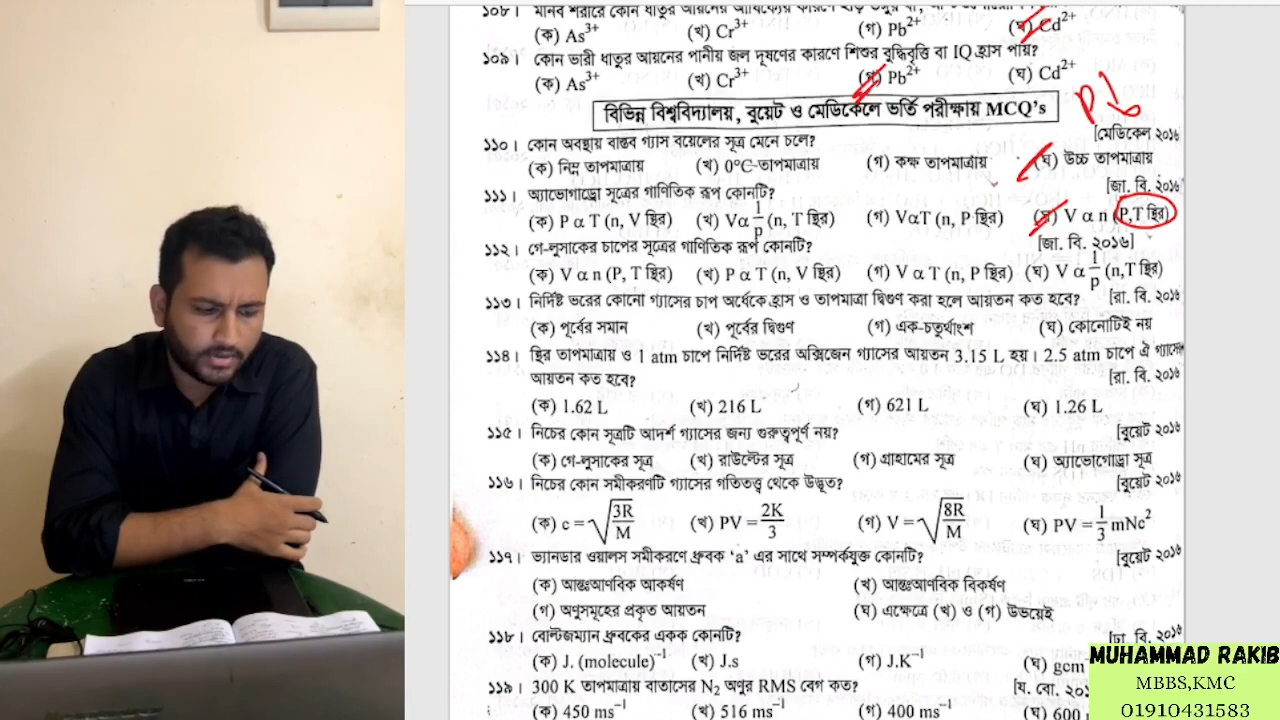 ১০৮। মানব শরীরে কোন ধাতুর আয়নের আধিক্যের কারণে হাড়
(ক) As3+ (খ) Cr3+ (গ) Pb2+ (ঘ) Cd2+
১০৯। কোন ভারী ধাতুর আয়নের পানীয় জল দূষণের কারণে শিশুর বুদ্ধিবৃত্তি বা IQ হ্রাস পায়?
(ক) As3+ (খ) Cr3+ (গ) Pb2+ (ঘ) Cd2+
বিভিন্ন বিশ্ববিদ্যালয়, বুয়েট ও মেডিকেলে ভর্তি পরীক্ষায় MCQ's
১১০। কোন অবস্থায় বাস্তব গ্যাস বয়েলের সূত্র মেনে চলে? [মেডিকেল ২০১৬
(ক) নিম্ন তাপমাত্রায় (খ) 0°C তাপমাত্রায় (গ) কক্ষ তাপমাত্রায় (ঘ) উচ্চ তাপমাত্রায়
১১১। অ্যাভোগাড্রো সূত্রের গাণিতিক রূপ কোনটি? [জা. বি. ২০১৬
(ক) P α T (n, V স্থির) (খ) Vα 1/p (n, T স্থির) (গ) VαT (n, P স্থির) (ঘ) V α n (P,T স্থির)
১১২। গে-লুসাকের চাপের সূত্রের গাণিতিক রূপ কোনটি? [জা. বি. ২০১৬]
(ক) V α n (P, T স্থির) (খ) P α T (n, V স্থির) (গ) V α T (n, P স্থির) (ঘ) V α 1/p (n,T স্থির)
১১৩। নির্দিষ্ট ভরের কোনো গ্যাসের চাপ অর্ধেকে হ্রাস ও তাপমাত্রা দ্বিগুণ করা হলে আয়তন কত হবে? [রা. বি. ২০১৬
(ক) পূর্বের সমান (খ) পূর্বের দ্বিগুণ (গ) এক-চতুর্থাংশ (ঘ) কোনোটিই নয়
১১৪। স্থির তাপমাত্রায় ও 1 atm চাপে নির্দিষ্ট ভরের অক্সিজেন গ্যাসের আয়তন 3.15 L হয়। 2.5 atm চাপে ঐ গ্যাসের
আয়তন কত হবে? [রা. বি. ২০১৬
(ক) 1.62 L (খ) 216 L (গ) 621 L (ঘ) 1.26 L
১১৫। নিচের কোন সূত্রটি আদর্শ গ্যাসের জন্য গুরুত্বপূর্ণ নয়? [বুয়েট ২০১৬
(ক) গে-লুসাকের সূত্র (খ) রাউল্টের সূত্র (গ) গ্রাহামের সূত্র (ঘ) অ্যাভোগাড্রো সূত্র
১১৬। নিচের কোন সমীকরণটি গ্যাসের গতিতত্ত্ব থেকে উদ্ভূত? [বুয়েট ২০১৬
(ক) c = √(3R/M) (খ) PV = 2K/3 (গ) V = √(8R/M) (ঘ) PV = 1/3 mNc2
১১৭। ভ্যানডার ওয়ালস সমীকরণে ধ্রুবক ‘a’ এর সাথে সম্পর্কযুক্ত কোনটি? [বুয়েট ২০১৬
(ক) আন্তঃআণবিক আকর্ষণ (খ) আন্তঃআণবিক বিকর্ষণ
(গ) অণুসমূহের প্রকৃত আয়তন (ঘ) এক্ষেত্রে (খ) ও (গ) উভয়েই
১১৮। বোল্টজম্যান ধ্রুবকের একক কোনটি? [ঢা. বি. ২০১৬
(ক) J. (molecule)−1 (খ) J.s (গ) J.K−1 (ঘ) gcm
১১৯। 300 K তাপমাত্রায় বাতাসের N2 অণুর RMS বেগ কত? [য. বো. ২০১
(ক) 450 ms−1 (খ) 516 ms−1 (গ) 400 ms−1 (ঘ) 600
MUHAMMAD RAKIB
MBBS,KMC
01910431583